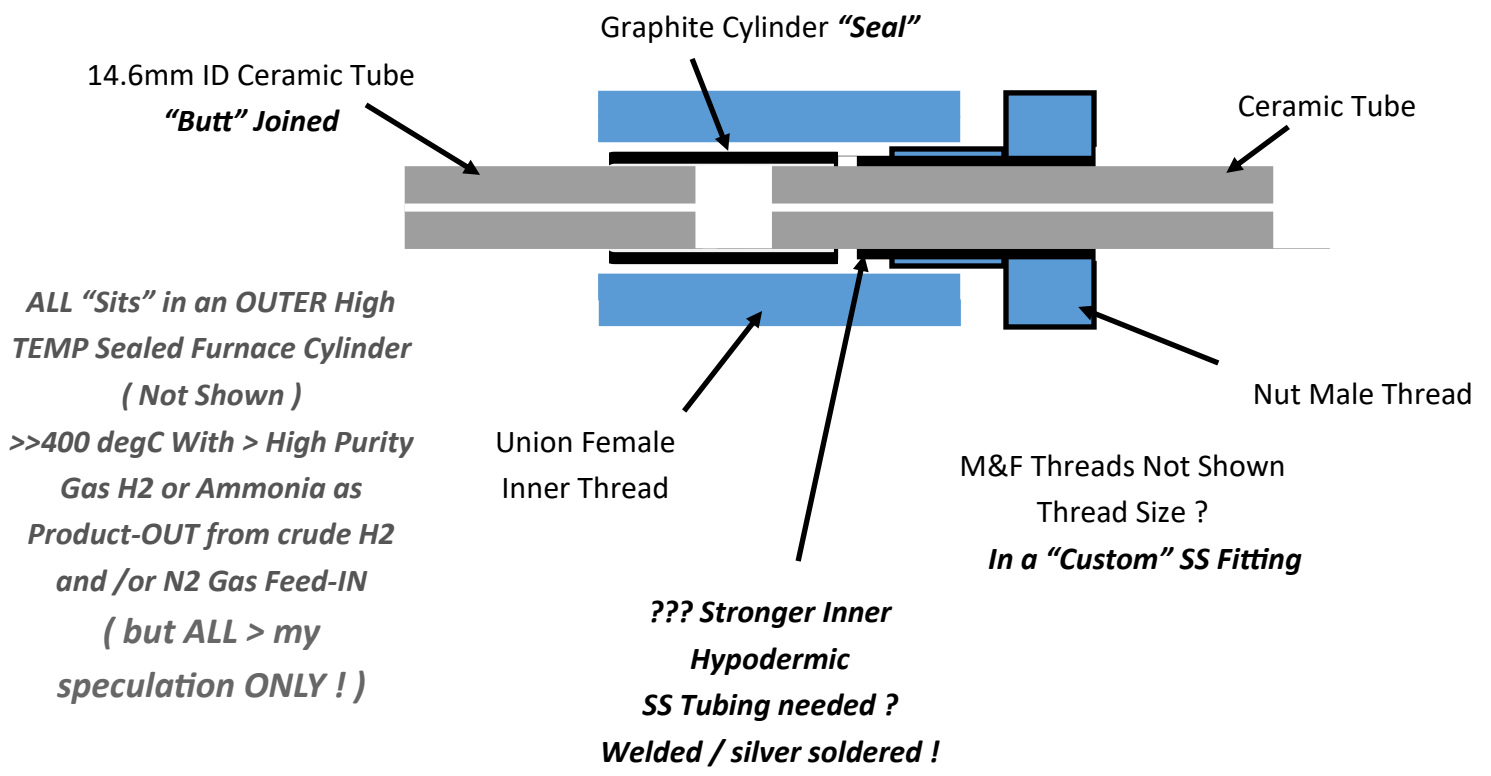 Graphite Cylinder “Seal”
14.6mm ID Ceramic Tube
“Butt” Joined
Ceramic Tube
ALL “Sits” in an OUTER High
TEMP Sealed Furnace Cylinder
( Not Shown )
>>400 degC With > High Purity
Gas H2 or Ammonia as
Product-OUT from crude H2
and /or N2 Gas Feed-IN
( but ALL > my
speculation ONLY ! )
Union Female
Inner Thread
Nut Male Thread
M&F Threads Not Shown
Thread Size ?
In a “Custom” SS Fitting
??? Stronger Inner
Hypodermic
SS Tubing needed ?
Welded / silver soldered !